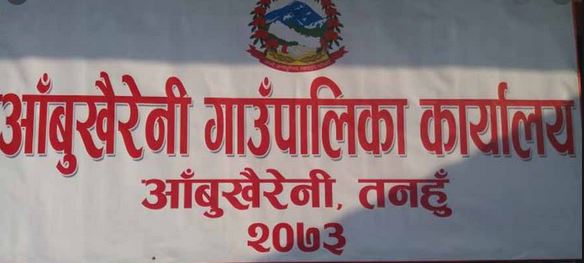 आँबुखैरेनी गाउँपालिका कार्यालय
आँबुखैरेनी, तनहुँ
२०७३